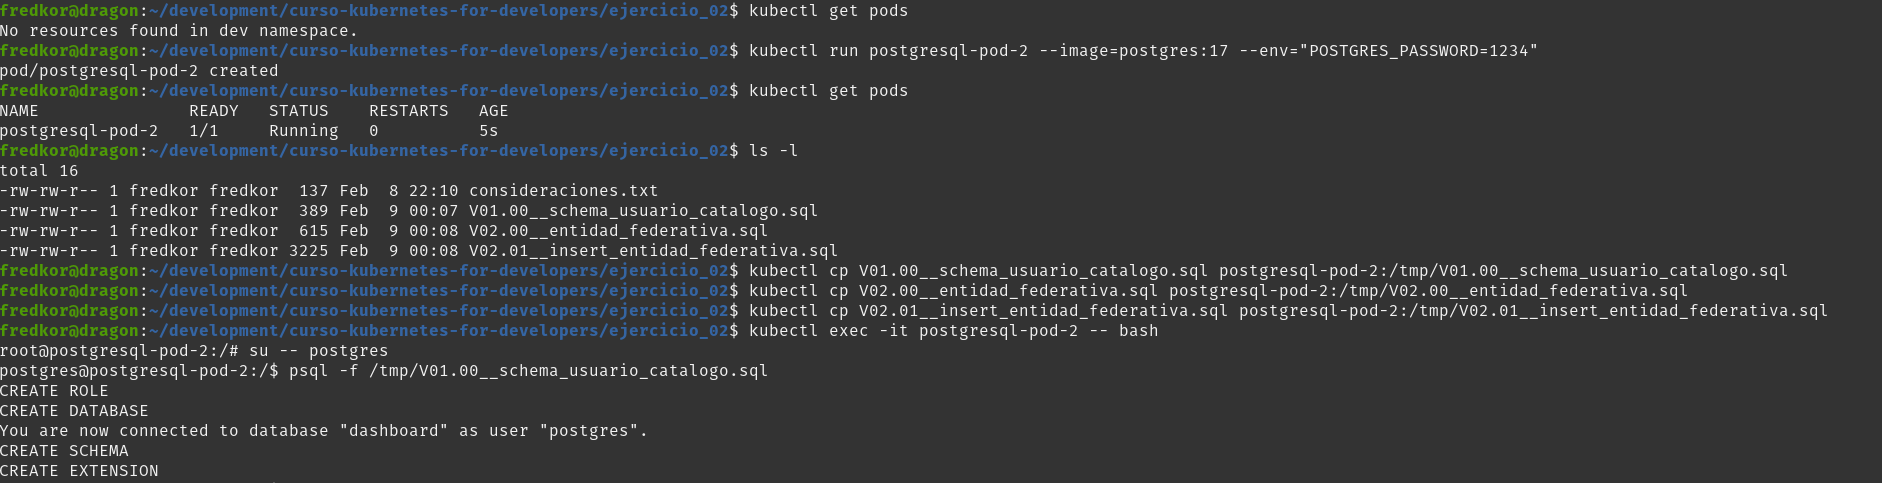 fredkor@dragon:~/development/curso-kubernetes-for-developers/ejercicio_02$ kubectl get pods
No resources found in dev namespace.
fredkor@dragon:~/development/curso-kubernetes-for-developers/ejercicio_02$ kubectl run postgresql-pod-2 --image=postgres:17 --env="POSTGRES_PASSWORD=1234"
pod/postgresql-pod-2 created
fredkor@dragon:~/development/curso-kubernetes-for-developers/ejercicio_02$ kubectl get pods
NAME               READY   STATUS    RESTARTS   AGE
postgresql-pod-2   1/1     Running   0          5s
fredkor@dragon:~/development/curso-kubernetes-for-developers/ejercicio_02$ ls -l
total 16
-rw-rw-r-- 1 fredkor fredkor  137 Feb  8 22:10 consideraciones.txt
-rw-rw-r-- 1 fredkor fredkor  389 Feb  9 00:07 V01.00__schema_usuario_catalogo.sql
-rw-rw-r-- 1 fredkor fredkor  615 Feb  9 00:08 V02.00__entidad_federativa.sql
-rw-rw-r-- 1 fredkor fredkor 3225 Feb  9 00:08 V02.01__insert_entidad_federativa.sql
fredkor@dragon:~/development/curso-kubernetes-for-developers/ejercicio_02$ kubectl cp V01.00__schema_usuario_catalogo.sql postgresql-pod-2:/tmp/V01.00__schema_usuario_catalogo.sql
fredkor@dragon:~/development/curso-kubernetes-for-developers/ejercicio_02$ kubectl cp V02.00__entidad_federativa.sql postgresql-pod-2:/tmp/V02.00__entidad_federativa.sql
fredkor@dragon:~/development/curso-kubernetes-for-developers/ejercicio_02$ kubectl cp V02.01__insert_entidad_federativa.sql postgresql-pod-2:/tmp/V02.01__insert_entidad_federativa.sql
fredkor@dragon:~/development/curso-kubernetes-for-developers/ejercicio_02$ kubectl exec -it postgresql-pod-2 -- bash
root@postgresql-pod-2:/# su -- postgres
postgres@postgresql-pod-2:/$ psql -f /tmp/V01.00__schema_usuario_catalogo.sql
CREATE ROLE
CREATE DATABASE
You are now connected to database "dashboard" as user "postgres".
CREATE SCHEMA
CREATE EXTENSION